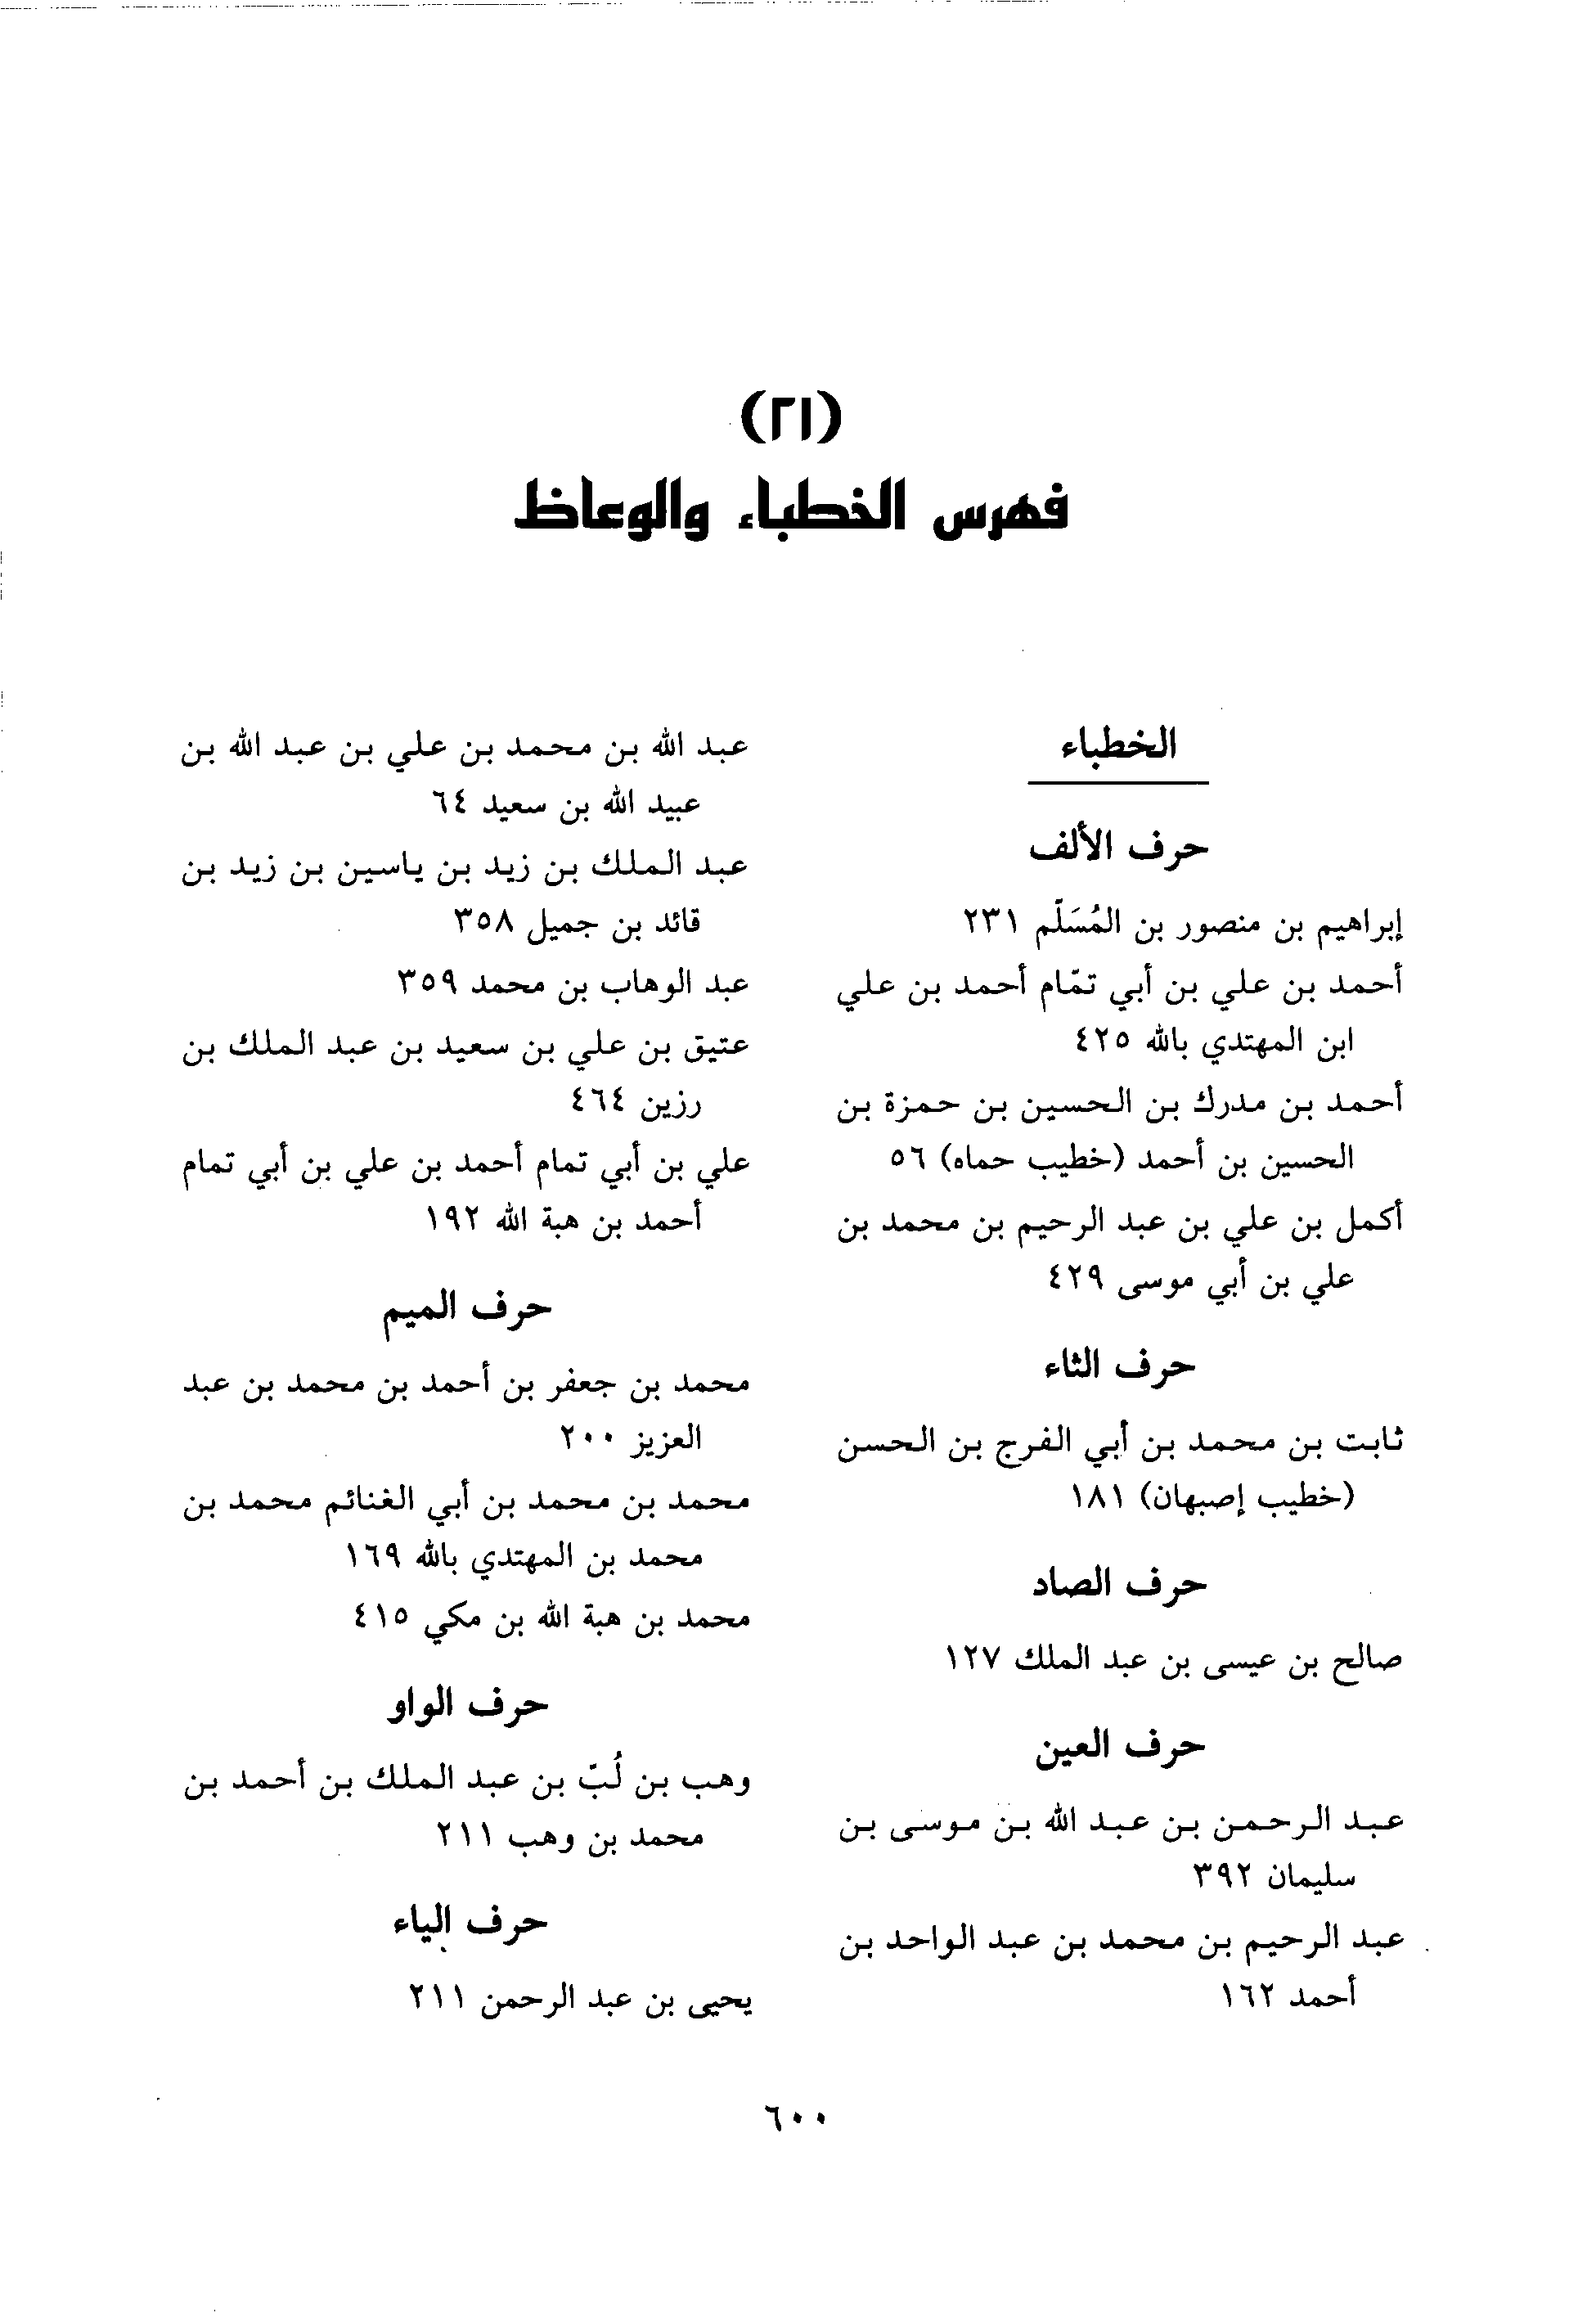 (٢١)
فهرس الخطباء والوعاظ
الخطباء
حرف الألف
إبراهيم بن منصور بن المُسَلّم ٢٣١
أحمد بن علي بن أبي تمّام أحمد بن علي
ابن المهتدي بالله ٤٢٥
أحمد بن مدرك بن الحسين بن حمزة بن
الحسين بن أحمد (خطيب حماه) ٥٦
أكمل بن علي بن عبد الرحيم بن محمد بن
علي بن أبي موسى ٤٢٩
حرف الثاء
ثابت بن محمد بن أبي الفرج بن الحسن
(خطيب إصبهان) ١٨١
حرف الصاد
صالح بن عيسى بن عبد الملك ١٢٧
حرف العين
عبد الرحمن بن عبد الله بن موسى بن
سليمان ٣٩٢
عبد الرحيم بن محمد بن عبد الواحد بن
أحمد ١٦٢
عبد الله بن محمد بن علي بن عبد الله بن
عبيد الله بن سعيد ٦٤
عبد الملك بن زيد بن ياسين بن زيد بن
قائد بن جميل ٣٥٨
عبد الوهاب بن محمد ٣٥٩
عتيق بن علي بن سعيد بن عبد الملك بن
رزين ٤٦٤
علي بن أبي تمام أحمد بن علي بن أبي تمام
أحمد بن هبة الله ١٩٢
حرف الميم
محمد بن جعفر بن أحمد بن محمد بن عبد
العزيز ٢٠٠
محمد بن محمد بن أبي الغنائم محمد بن
محمد بن المهتدي بالله ١٦٩
محمد بن هبة الله بن مكي ٤١٥
حرف الواو
وهب بن لُبّ بن عبد الملك بن أحمد بن
محمد بن وهب ٢١١
حرف الياء
يحيى بن عبد الرحمن ٢١١
٦٠٠